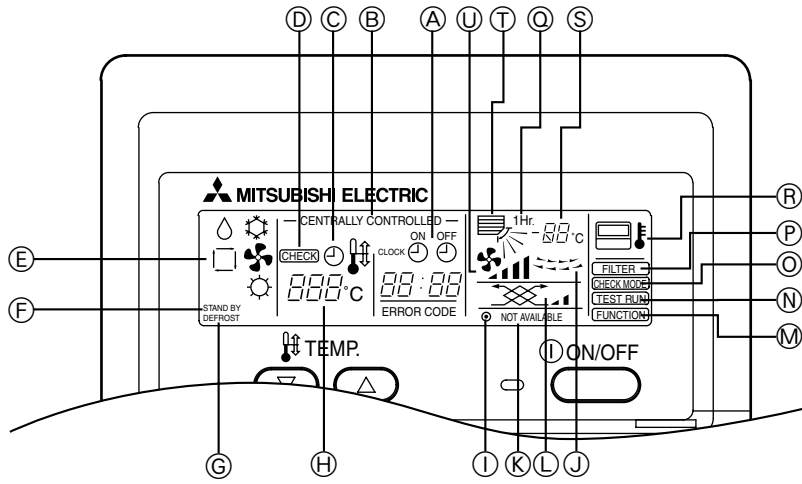 Ⓓ Ⓒ Ⓑ Ⓐ Ⓤ Ⓣ Ⓠ Ⓢ
MITSUBISHI ELECTRIC
CENTRALLY CONTROLLED
ON OFF
CHECK
CLOCK
888°C
88:88
ERROR CODE
STAND BY
DEFROST
1Hr.
88°C
NOT AVAILABLE
FILTER
CHECK MODE
TEST RUN
FUNCTION
Ⓔ
Ⓕ
Ⓡ
Ⓟ
Ⓞ
Ⓝ
Ⓜ
TEMP.
ON/OFF
Ⓖ Ⓗ Ⓘ Ⓚ Ⓛ Ⓙ